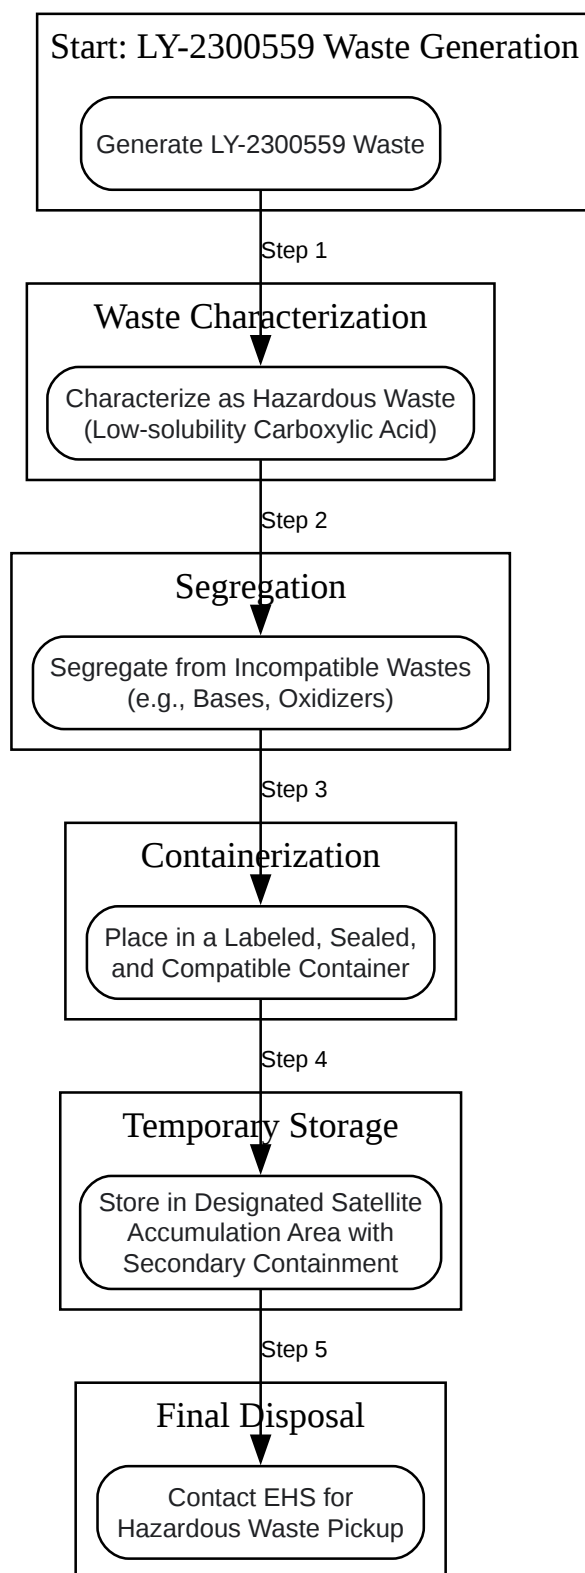 Start: LY-2300559 Waste Generation
Generate LY-2300559 Waste
Step 1
Waste Characterization
Characterize as Hazardous Waste
(Low-solubility Carboxylic Acid)
Step 2
Segregation
Segregate from Incompatible Wastes
(e.g., Bases, Oxidizers)
Step 3
Containerization
Place in a Labeled, Sealed,
and Compatible Container
Step 4
Temporary Storage
Store in Designated Satellite
Accumulation Area with
Secondary Containment
Step 5
Final Disposal
Contact EHS for
Hazardous Waste Pickup